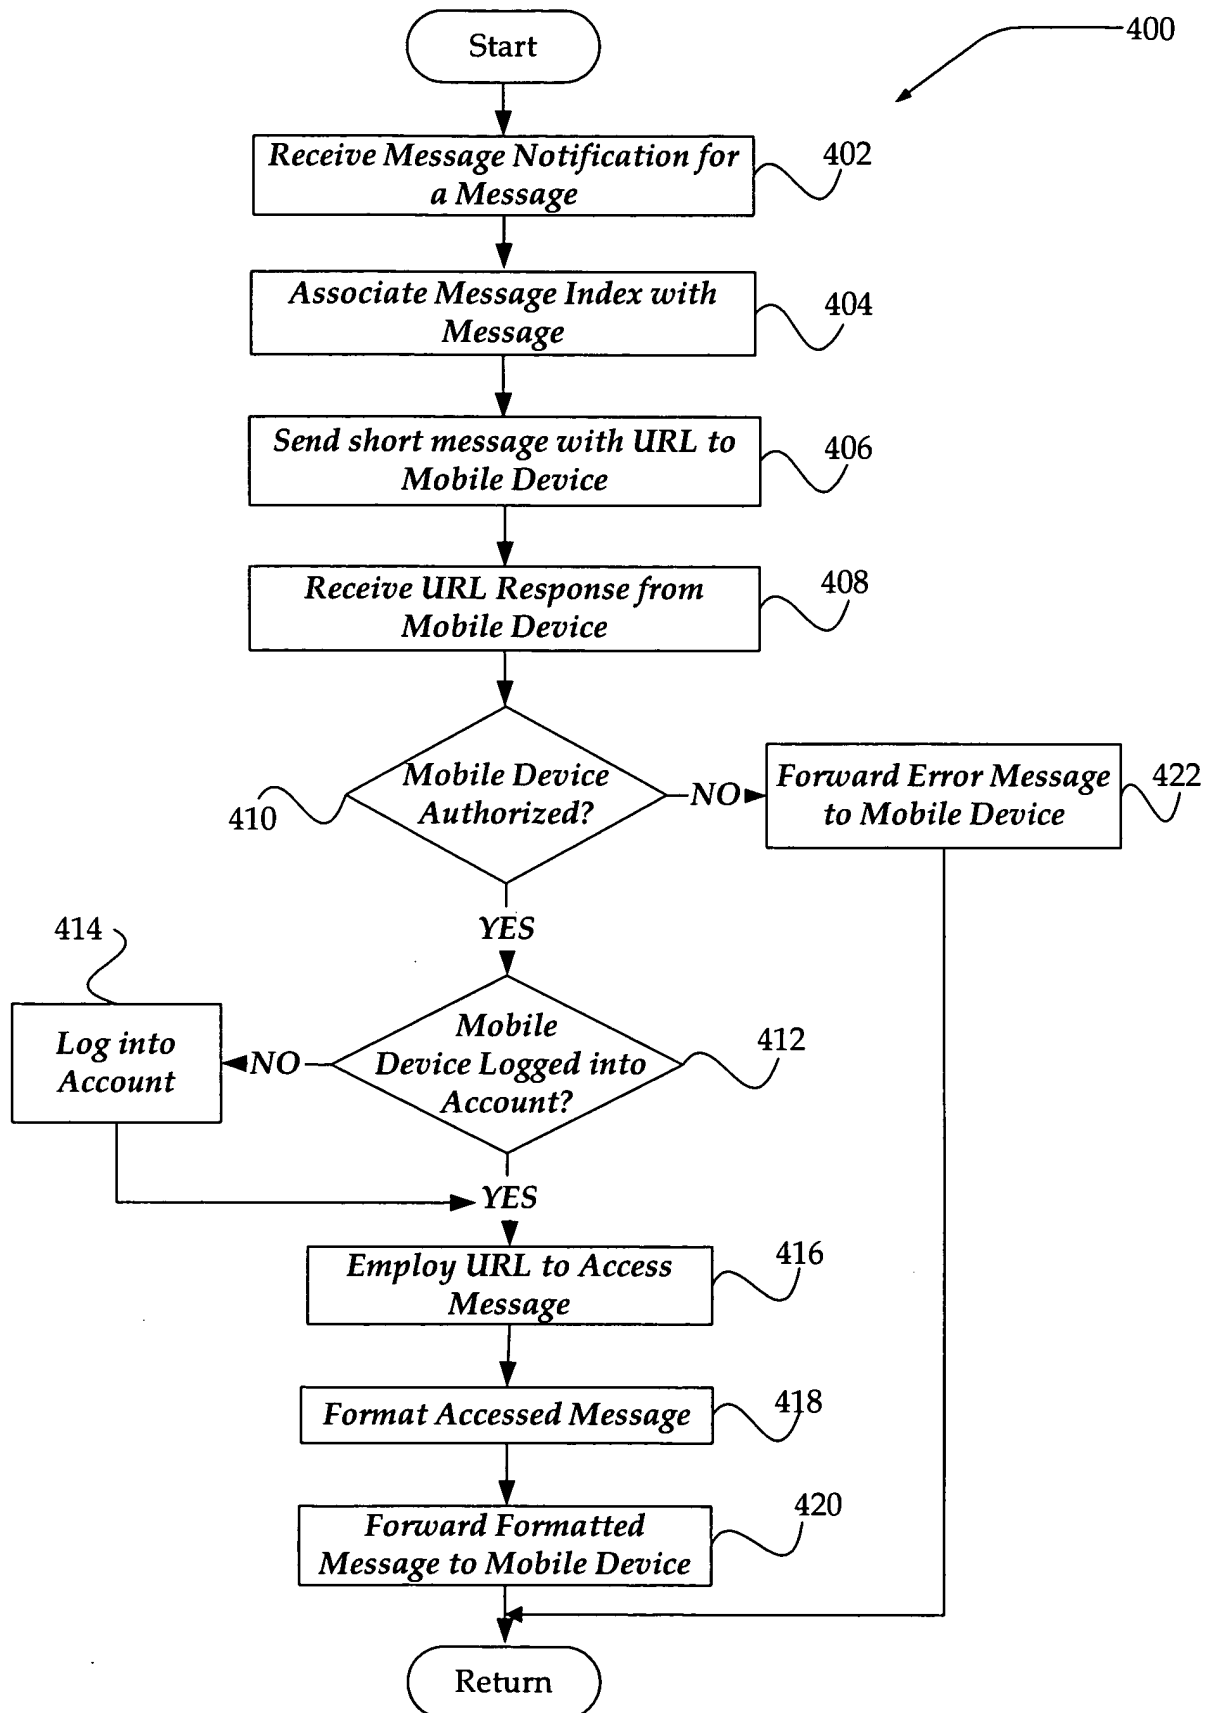 Start
400
Receive Message Notification for
a Message
402
Associate Message Index with
Message
404
Send short message with URL to
Mobile Device
406
Receive URL Response from
Mobile Device
408
Mobile Device
Authorized?
410
NO
Forward Error Message
to Mobile Device
422
YES
414
Log into
Account
NO
Mobile
Device Logged into
Account?
412
YES
Employ URL to Access
Message
416
Format Accessed Message
418
Forward Formatted
Message to Mobile Device
420
Return